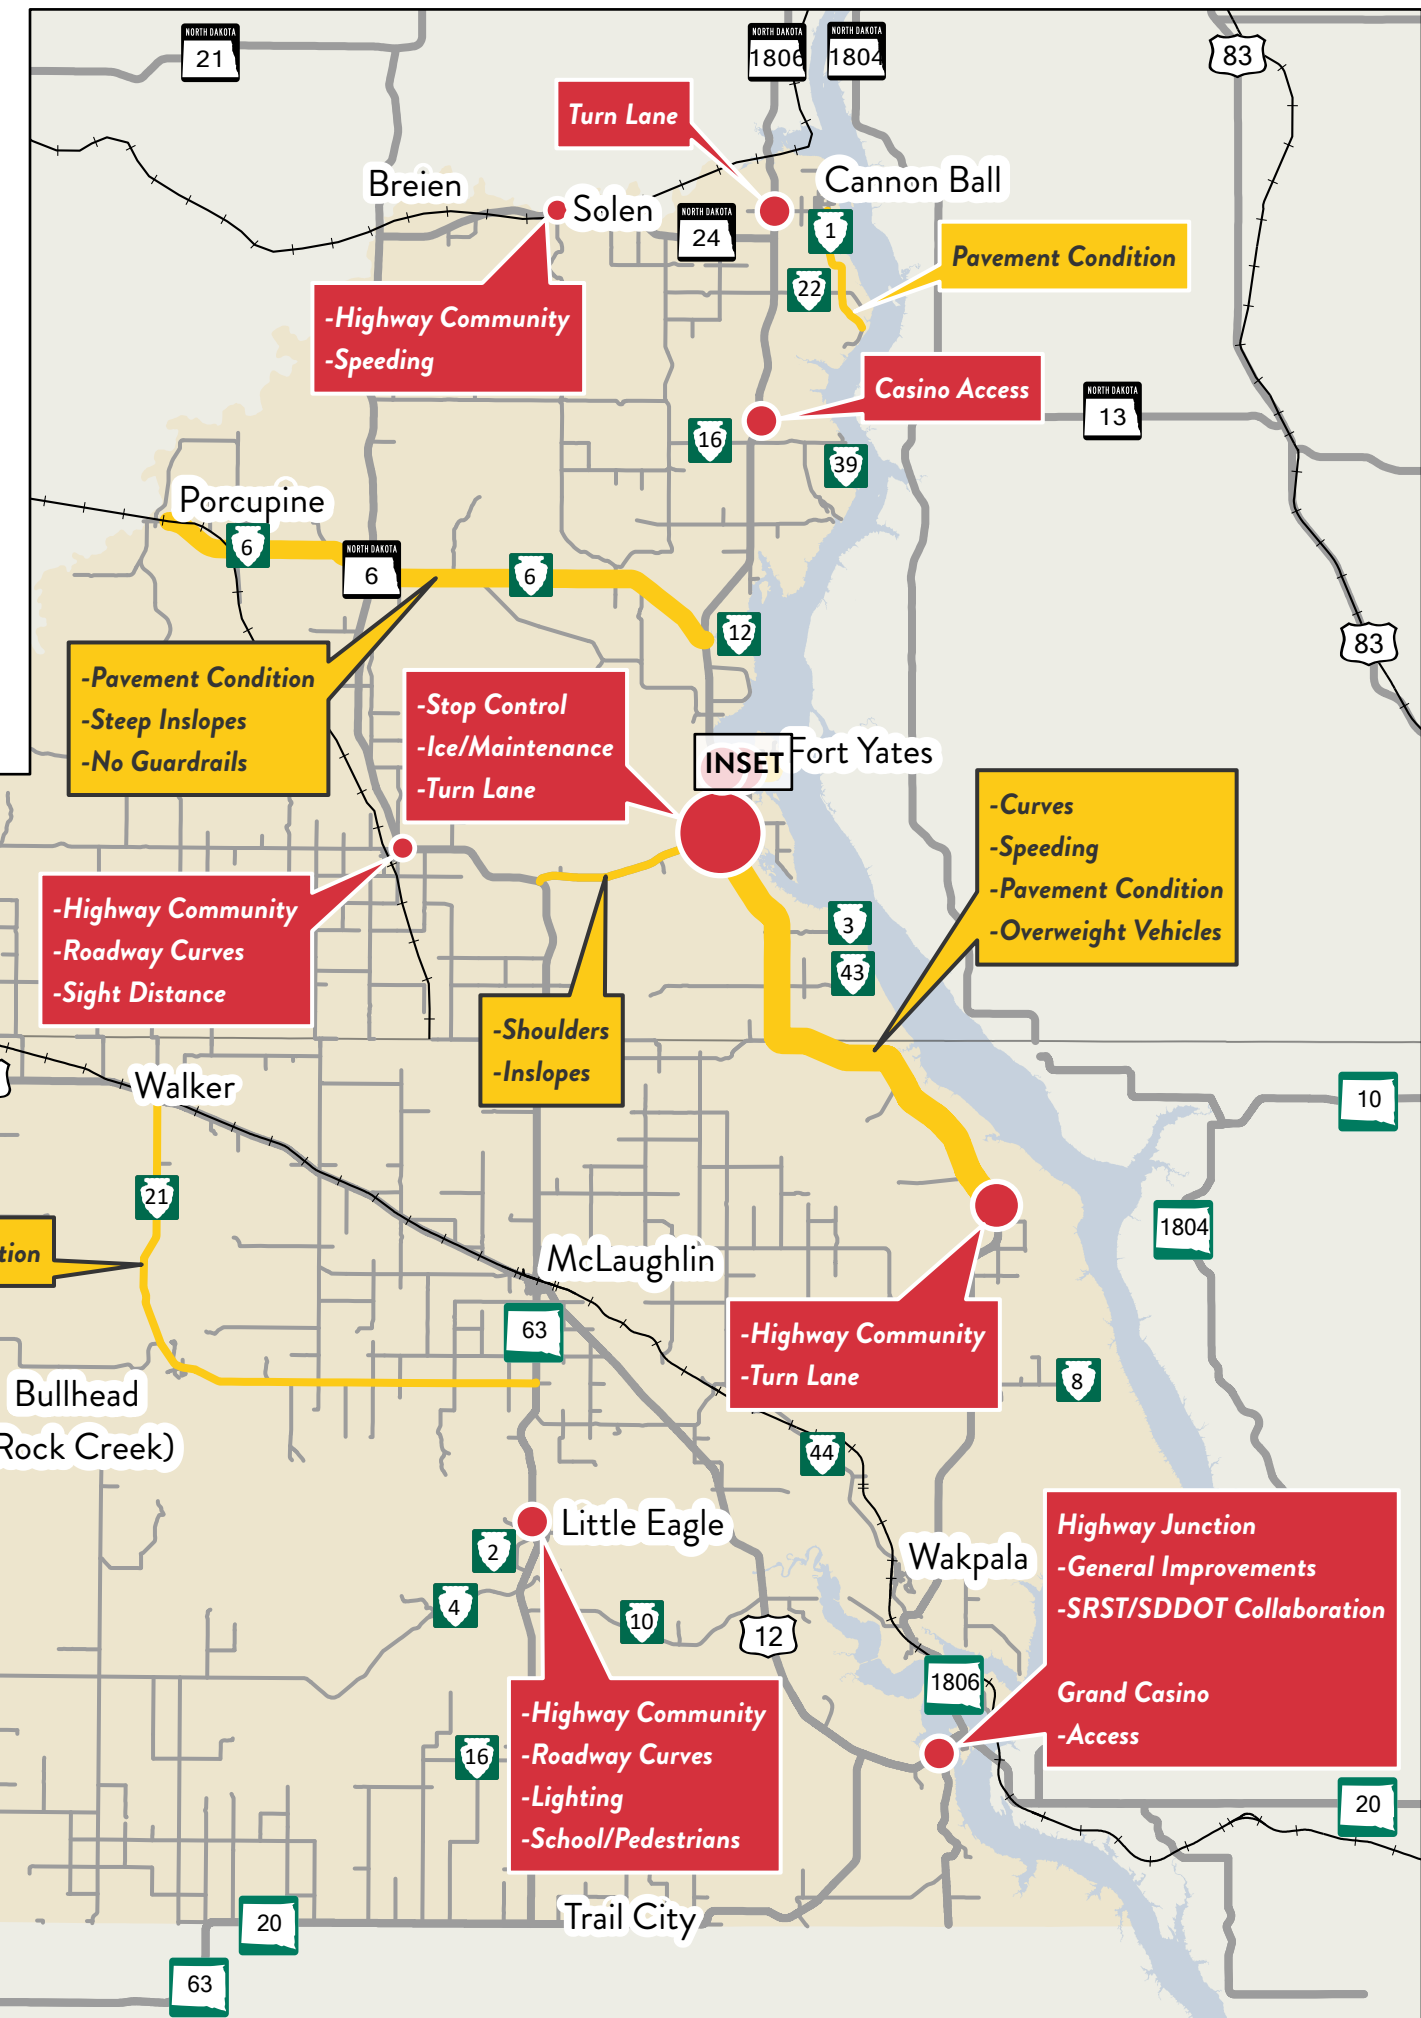 NORTH DAKOTA
21
NORTH DAKOTA
1806
NORTH DAKOTA
1804
83
Turn Lane
Breien
Solen
Cannon Ball
NORTH DAKOTA
24
1
22
Pavement Condition
-Highway Community
-Speeding
Casino Access
NORTH DAKOTA
13
16
39
Porcupine
6
NORTH DAKOTA
6
6
12
83
-Pavement Condition
-Steep Inslopes
-No Guardrails
-Stop Control
-Ice/Maintenance
-Turn Lane
INSET
Fort Yates
-Curves
-Speeding
-Pavement Condition
-Overweight Vehicles
-Highway Community
-Roadway Curves
-Sight Distance
3
43
-Shoulders
-Inslopes
Walker
10
21
1804
tion
McLaughlin
63
-Highway Community
-Turn Lane
8
Bullhead
Rock Creek)
44
Little Eagle
2
Wakpala
4
10
12
Highway Junction
-General Improvements
-SRST/SDDOT Collaboration
Grand Casino
-Access
1806
-Highway Community
-Roadway Curves
-Lighting
-School/Pedestrians
16
20
Trail City
20
63